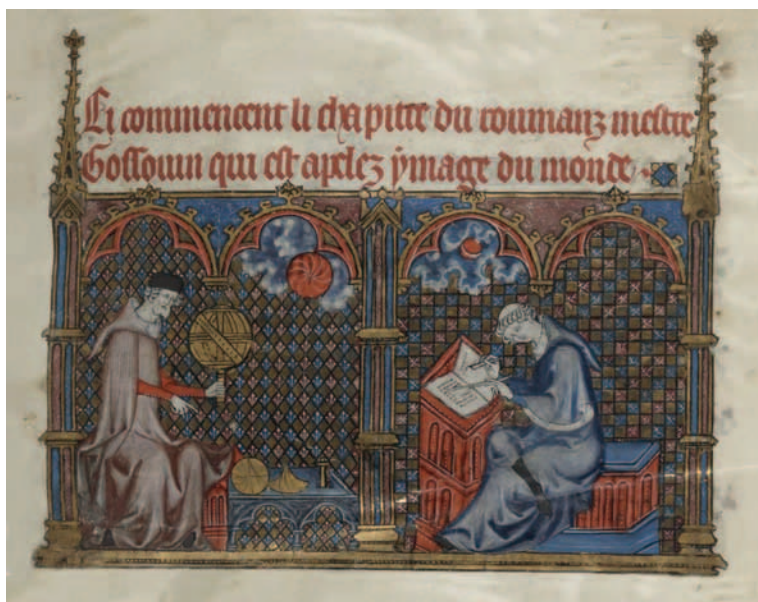 Ci commencent li chapitre du roumanz mestre
Gossouin qui est apelez ymage du monde .